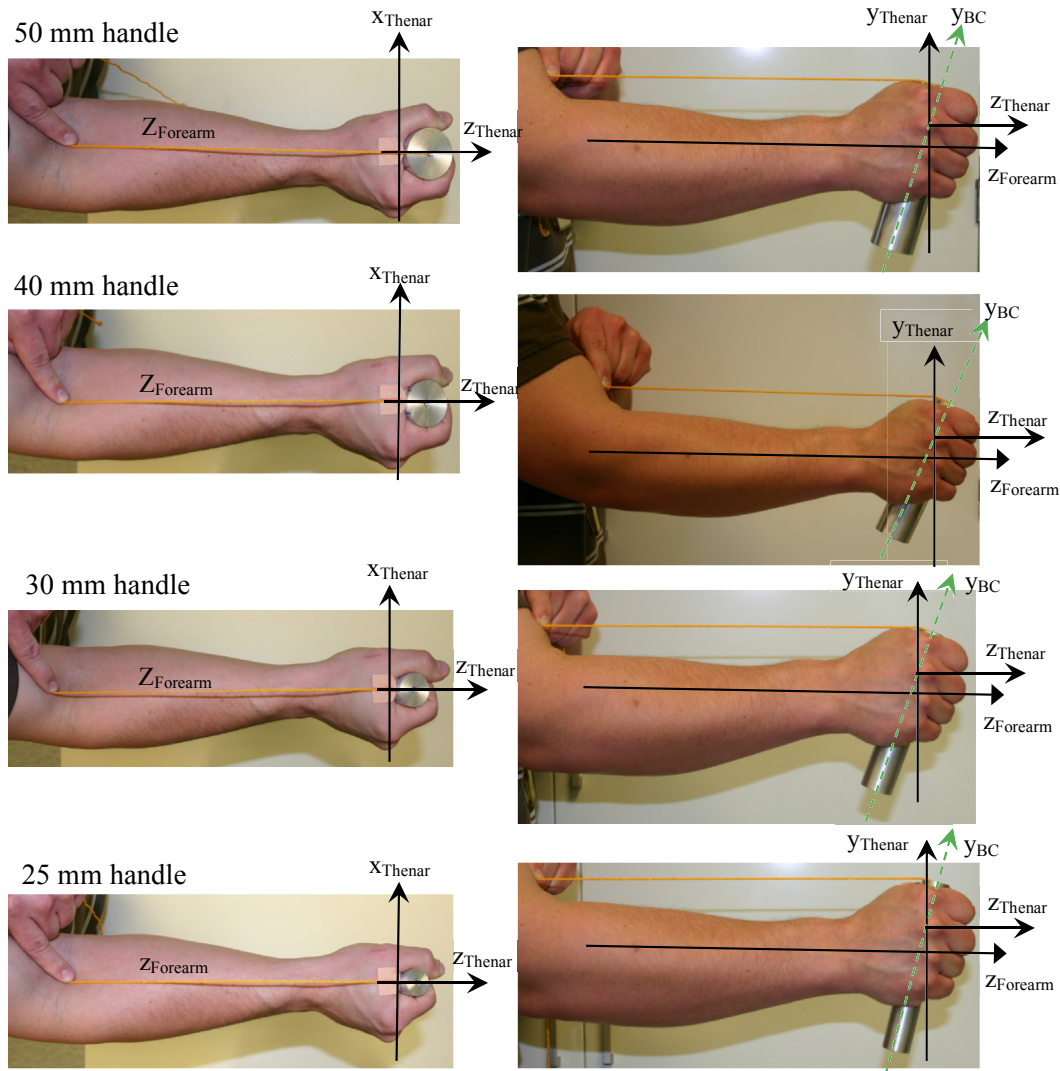 50 mm handle
x_Thenar
Z_Forearm
z_Thenar
y_Thenar
y_BC
z_Thenar
z_Forearm
40 mm handle
x_Thenar
Z_Forearm
z_Thenar
y_Thenar
y_BC
z_Thenar
z_Forearm
30 mm handle
x_Thenar
Z_Forearm
z_Thenar
y_Thenar
y_BC
z_Thenar
z_Forearm
25 mm handle
x_Thenar
z_Forearm
z_Thenar
y_Thenar
y_BC
z_Thenar
z_Forearm